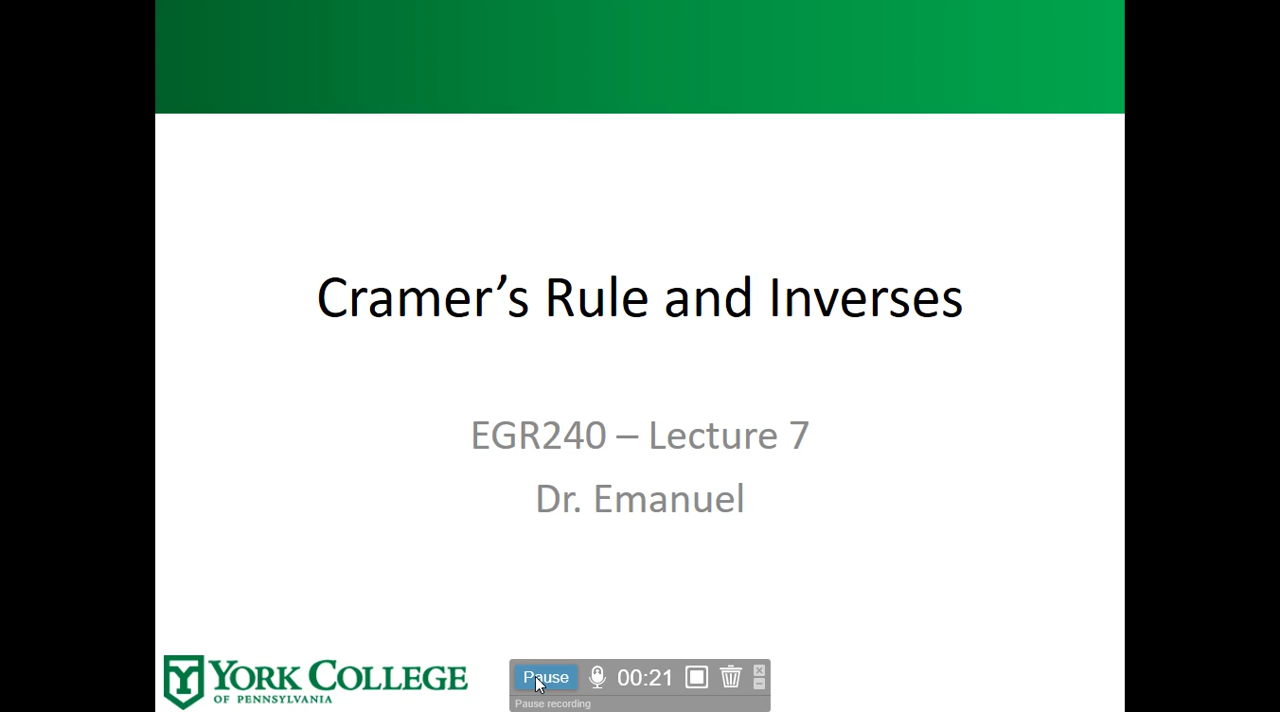 Cramer’s Rule and Inverses
EGR240 – Lecture 7
Dr. Emanuel
YORK COLLEGE
OF PENNSYLVANIA
Pause
00:21
Pause recording